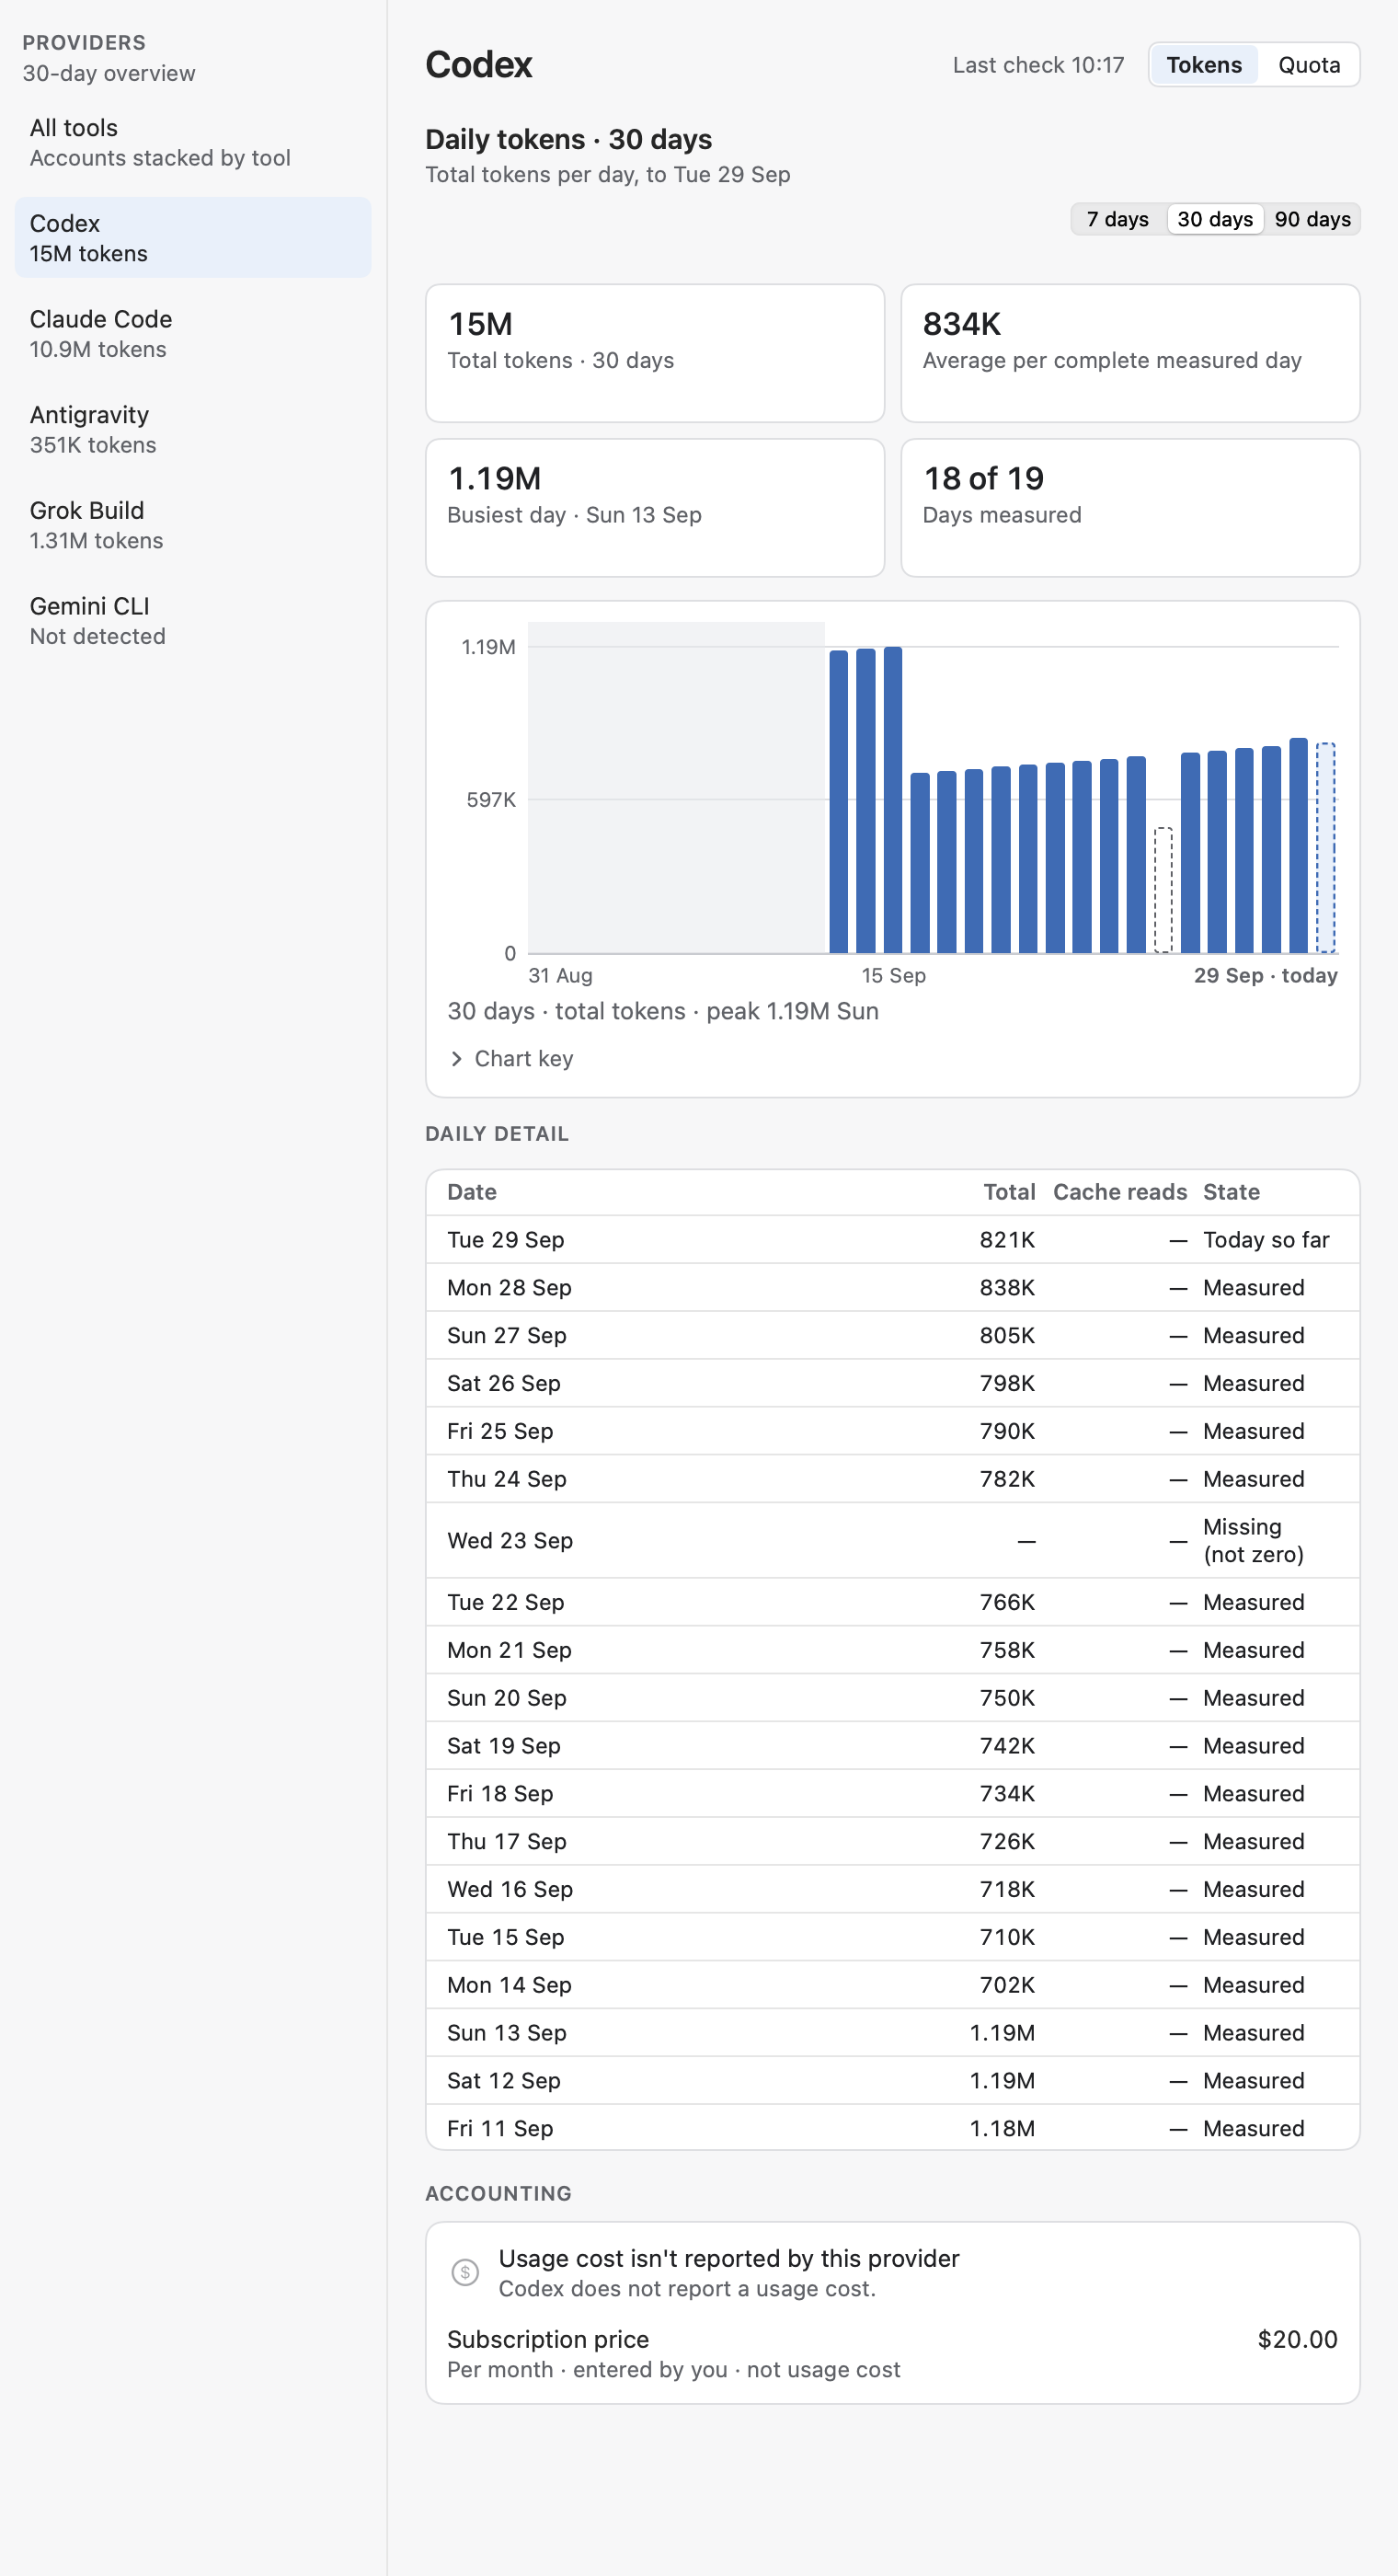 PROVIDERS
30-day overview
All tools
Accounts stacked by tool
Codex
15M tokens
Claude Code
10.9M tokens
Antigravity
351K tokens
Grok Build
1.31M tokens
Gemini CLI
Not detected
Codex
Last check 10:17
Tokens Quota
Daily tokens · 30 days
Total tokens per day, to Tue 29 Sep
7 days 30 days 90 days
15M
Total tokens · 30 days
834K
Average per complete measured day
1.19M
Busiest day · Sun 13 Sep
18 of 19
Days measured
1.19M
597K
0
31 Aug 15 Sep 29 Sep · today
30 days · total tokens · peak 1.19M Sun
Chart key
DAILY DETAIL
Date Total Cache reads State
Tue 29 Sep 821K — Today so far
Mon 28 Sep 838K — Measured
Sun 27 Sep 805K — Measured
Sat 26 Sep 798K — Measured
Fri 25 Sep 790K — Measured
Thu 24 Sep 782K — Measured
Wed 23 Sep — — Missing
(not zero)
Tue 22 Sep 766K — Measured
Mon 21 Sep 758K — Measured
Sun 20 Sep 750K — Measured
Sat 19 Sep 742K — Measured
Fri 18 Sep 734K — Measured
Thu 17 Sep 726K — Measured
Wed 16 Sep 718K — Measured
Tue 15 Sep 710K — Measured
Mon 14 Sep 702K — Measured
Sun 13 Sep 1.19M — Measured
Sat 12 Sep 1.19M — Measured
Fri 11 Sep 1.18M — Measured
ACCOUNTING
$
Usage cost isn't reported by this provider
Codex does not report a usage cost.
Subscription price $20.00
Per month · entered by you · not usage cost